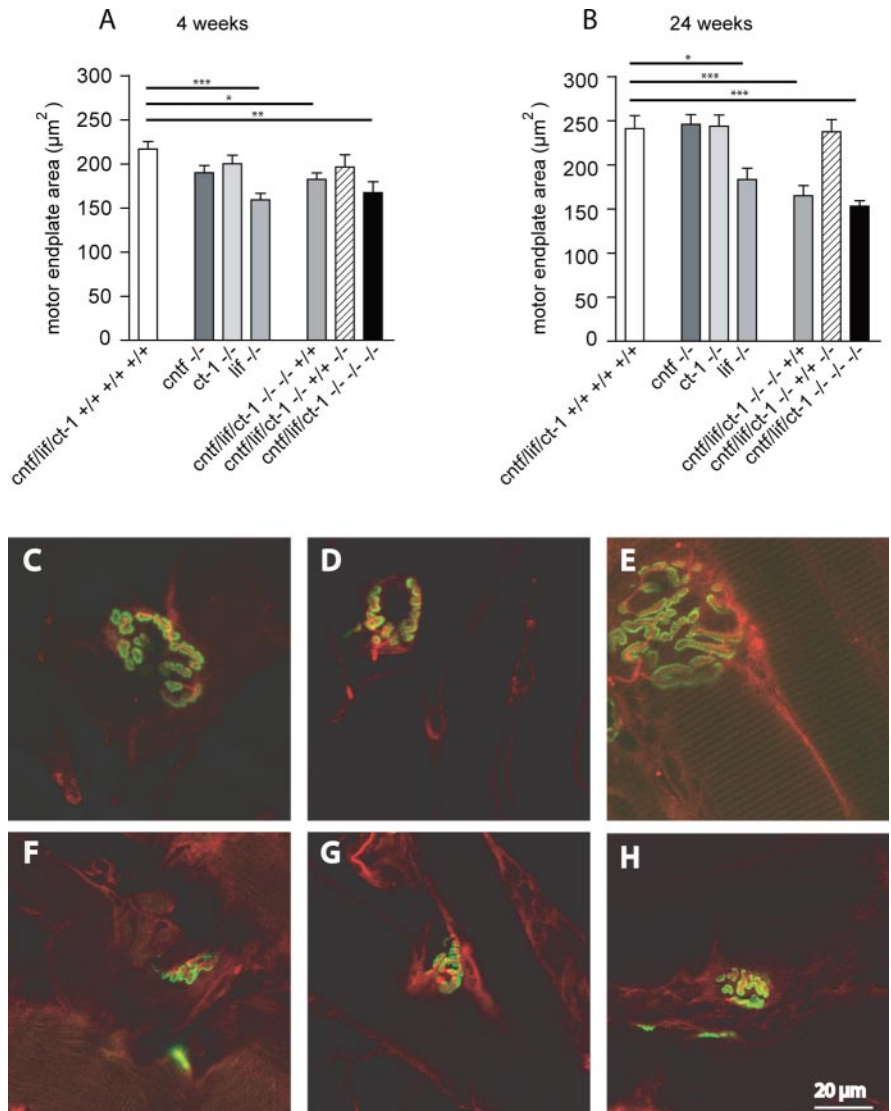 A 4 weeks
***
*
**
motor endplate area (µm²)
300
250
200
150
100
50
0
cntf/lif/ct-1 +/+ +/+ +/+
cntf -/-
ct-1 -/-
lif -/-
cntf/lif/ct-1 -/- -/- +/+
cntf/lif/ct-1 -/- +/+ -/-
cntf/lif/ct-1 -/- -/- -/-
B 24 weeks
*
***
***
motor endplate area (µm²)
300
250
200
150
100
50
0
cntf/lif/ct-1 +/+ +/+ +/+
cntf -/-
ct-1 -/-
lif -/-
cntf/lif/ct-1 -/- -/- +/+
cntf/lif/ct-1 -/- +/+ -/-
cntf/lif/ct-1 -/- -/- -/-
C
D
E
F
G
H
20 µm